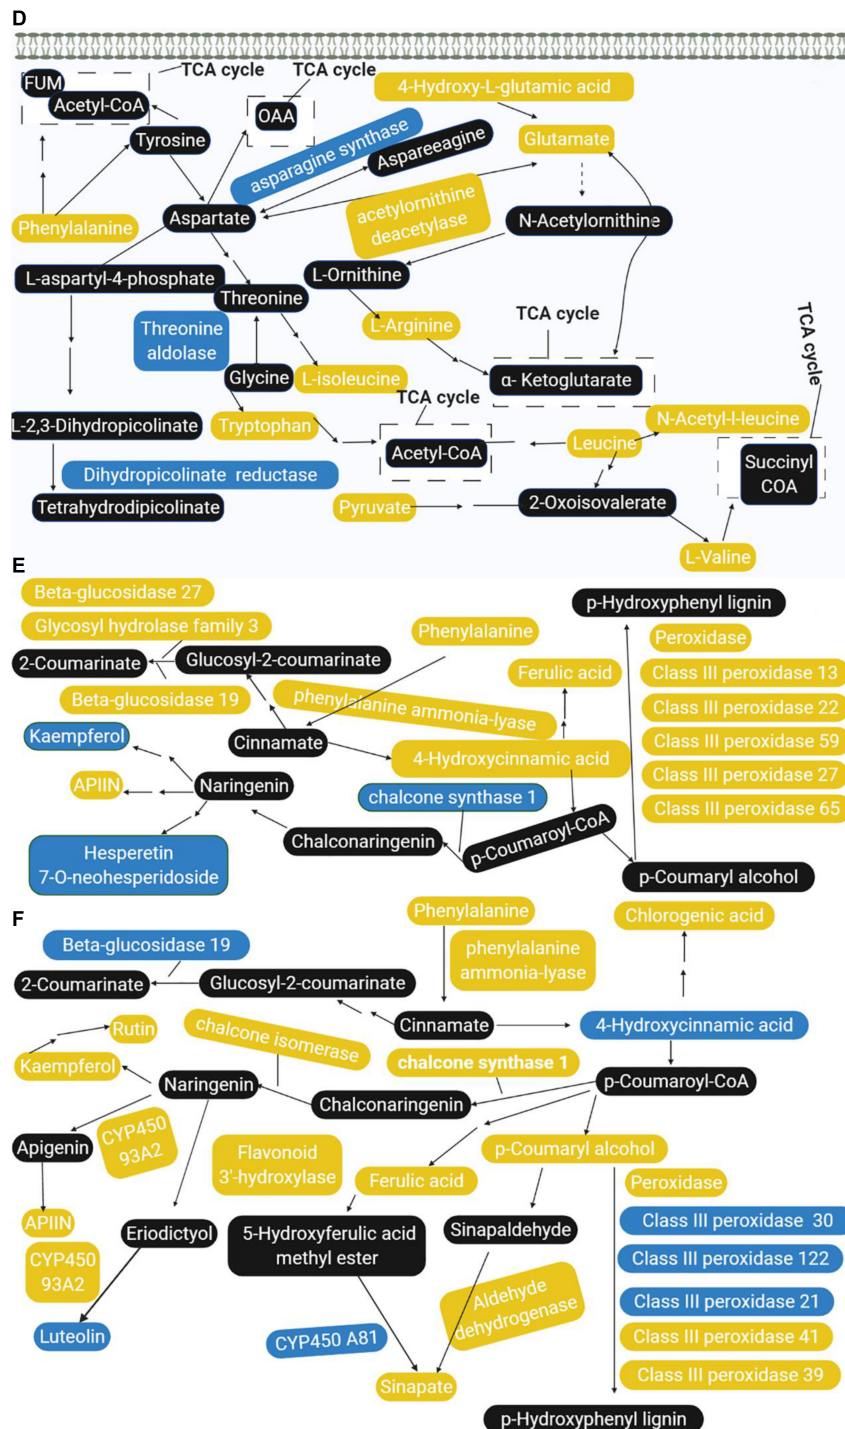 D
TCA cycle
TCA cycle
FUM
Acetyl-CoA
OAA
4-Hydroxy-L-glutamic acid
Tyrosine
asparagine synthase
Aspareeagine
Glutamate
Phenylalanine
Aspartate
acetylornithine
deacetylase
N-Acetylornithine
L-aspartyl-4-phosphate
L-Ornithine
Threonine
Threonine
aldolase
L-Arginine
TCA cycle
TCA cycle
Glycine
L-isoleucine
α- Ketoglutarate
TCA cycle
L-2,3-Dihydropicolinate
Tryptophan
Acetyl-CoA
Leucine
N-Acetyl-l-leucine
Dihydropicolinate reductase
Succinyl
COA
Tetrahydrodipicolinate
Pyruvate
2-Oxoisovalerate
L-Valine
E
Beta-glucosidase 27
p-Hydroxyphenyl lignin
Glycosyl hydrolase family 3
Phenylalanine
Peroxidase
2-Coumarinate
Glucosyl-2-coumarinate
Ferulic acid
Class III peroxidase 13
Beta-glucosidase 19
phenylalanine ammonia-lyase
Class III peroxidase 22
Kaempferol
Cinnamate
4-Hydroxycinnamic acid
Class III peroxidase 59
APIIN
Naringenin
chalcone synthase 1
Class III peroxidase 27
Class III peroxidase 65
Chalconaringenin
p-Coumaroyl-CoA
Hesperetin
7-O-neohesperidoside
p-Coumaryl alcohol
F
Phenylalanine
Chlorogenic acid
Beta-glucosidase 19
phenylalanine
ammonia-lyase
2-Coumarinate
Glucosyl-2-coumarinate
Cinnamate
4-Hydroxycinnamic acid
Rutin
chalcone isomerase
Kaempferol
chalcone synthase 1
Naringenin
Chalconaringenin
p-Coumaroyl-CoA
Apigenin
CYP450
93A2
Flavonoid
3'-hydroxylase
p-Coumaryl alcohol
Ferulic acid
Peroxidase
APIIN
Eriodictyol
5-Hydroxyferulic acid
methyl ester
Sinapaldehyde
Class III peroxidase 30
CYP450
93A2
Class III peroxidase 122
Aldehyde
dehydrogenase
Class III peroxidase 21
Luteolin
CYP450 A81
Class III peroxidase 41
Sinapate
Class III peroxidase 39
p-Hydroxyphenyl lignin